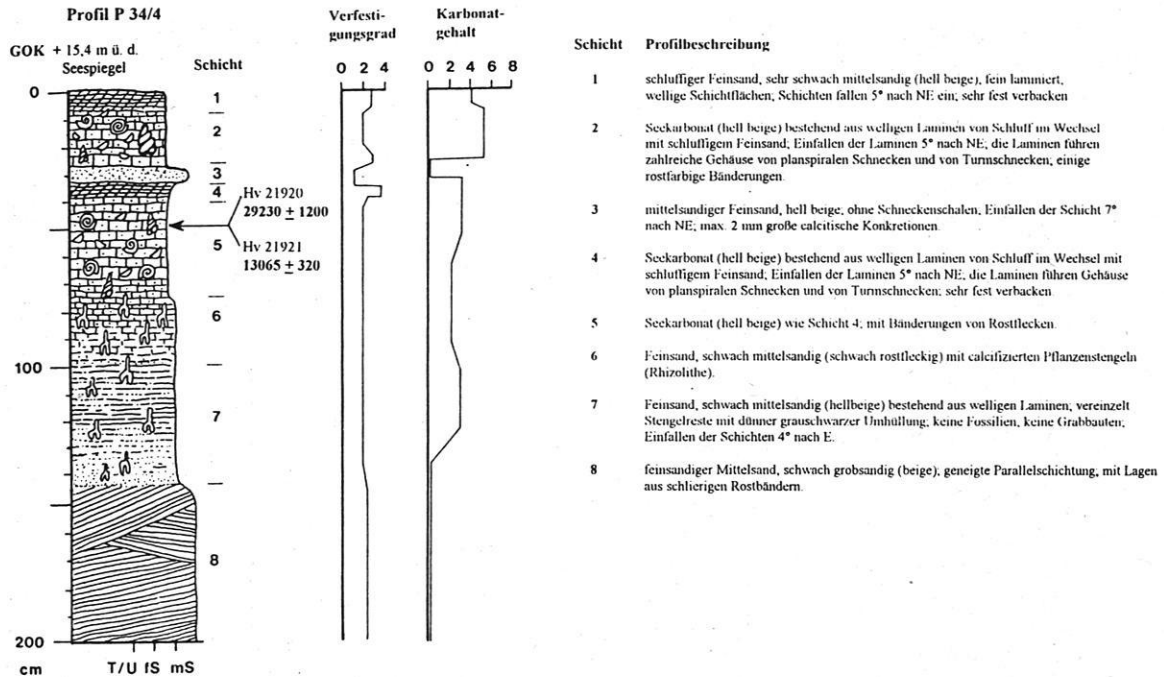 Profil P 34/4
GOK + 15,4 m ü. d.
Seespiegel
Schicht
Verfesti-
gungsgrad
Karbonat-
gehalt
0 2 4
0 2 4 6 8
0
100
200
cm
T/U fS mS
1
2
3
4
5
6
7
8
Hv 21920
29230 ± 1200
Hv 21921
13065 ± 320
Schicht Profilbeschreibung
1 schluffiger Feinsand, sehr schwach mittelsandig (hell beige), fein laminiert,
wellige Schichtflächen; Schichten fallen 5° nach NE ein; sehr fest verbacken
2 Seekarbonat (hell beige) bestehend aus welligen Laminen von Schluff im Wechsel
mit schluffigem Feinsand; Einfallen der Laminen 5° nach NE; die Laminen führen
zahlreiche Gehäuse von planspiralen Schnecken und von Turmschnecken; einige
rostfarbige Bänderungen.
3 mittelsandiger Feinsand, hell beige, ohne Schneckenschalen, Einfallen der Schicht 7°
nach NE; max. 2 mm große calcitische Konkretionen
4 Seekarbonat (hell beige) bestehend aus welligen Laminen von Schluff im Wechsel mit
schluffigem Feinsand; Einfallen der Laminen 5° nach NE, die Laminen führen Gehäuse
von planspiralen Schnecken und von Turmschnecken; sehr fest verbacken
5 Seekarbonat (hell beige) wie Schicht 4; mit Bänderungen von Rostflecken.
6 Feinsand, schwach mittelsandig (schwach rostfleckig) mit calcifizierten Pflanzenstengeln
(Rhizolithe).
7 Feinsand, schwach mittelsandig (hellbeige) bestehend aus welligen Laminen; vereinzelt
Stengelreste mit dünner grauschwarzer Umhüllung; keine Fossilien, keine Grabbauten;
Einfallen der Schichten 4° nach E.
8 feinsandiger Mittelsand, schwach grobsandig (beige); geneigte Parallelschichtung, mit Lagen
aus schlierigen Rostbändern.